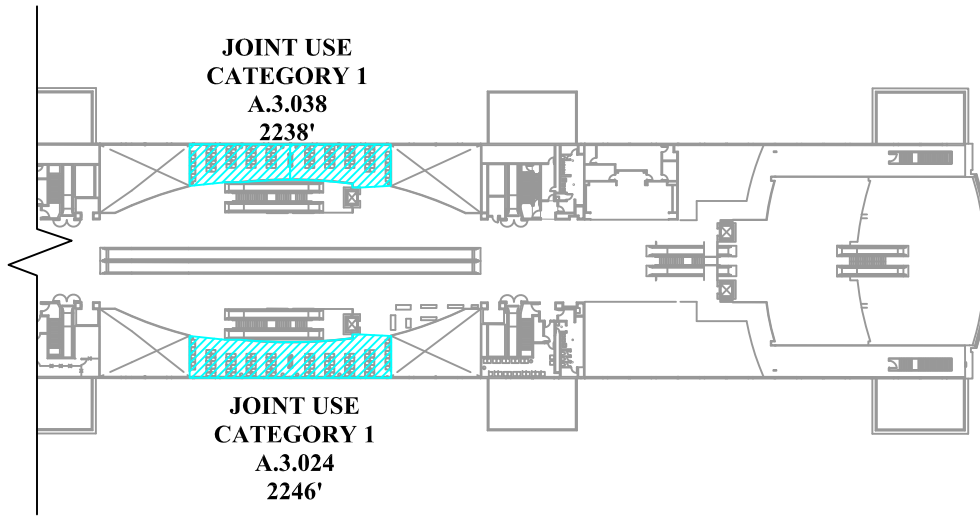 JOINT USE
CATEGORY 1
A.3.038
2238'
JOINT USE
CATEGORY 1
A.3.024
2246'